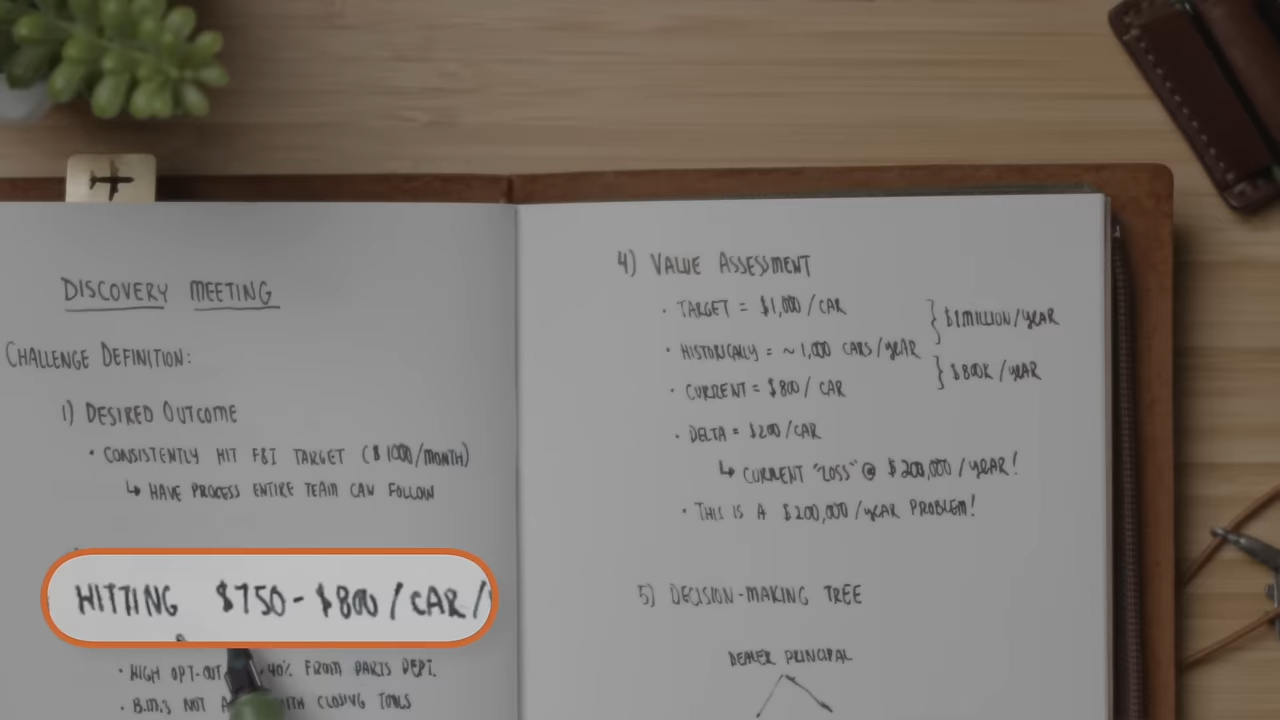 DISCOVERY MEETING
CHALLENGE DEFINITION:
1) DESIRED OUTCOME
• CONSISTENTLY HIT F&I TARGET ($1000/MONTH)
↳ HAVE PROCESS ENTIRE TEAM CAN FOLLOW
HITTING $750-$800/CAR/
• HIGH OPT-OUT 40% FROM PARTS DEPT.
• B.M.s NOT CLOSING TOOLS
4) VALUE ASSESSMENT
• TARGET = $1,000/CAR
} $1MILLION/YEAR
• HISTORICALLY = ~1,000 CARS/YEAR
} $800K/YEAR
• CURRENT = $800/CAR
• DELTA = $200/CAR
↳ CURRENT "LOSS" @ $200,000/YEAR!
• THIS IS A $200,000/YEAR PROBLEM!
5) DECISION-MAKING TREE
DEALER PRINCIPAL